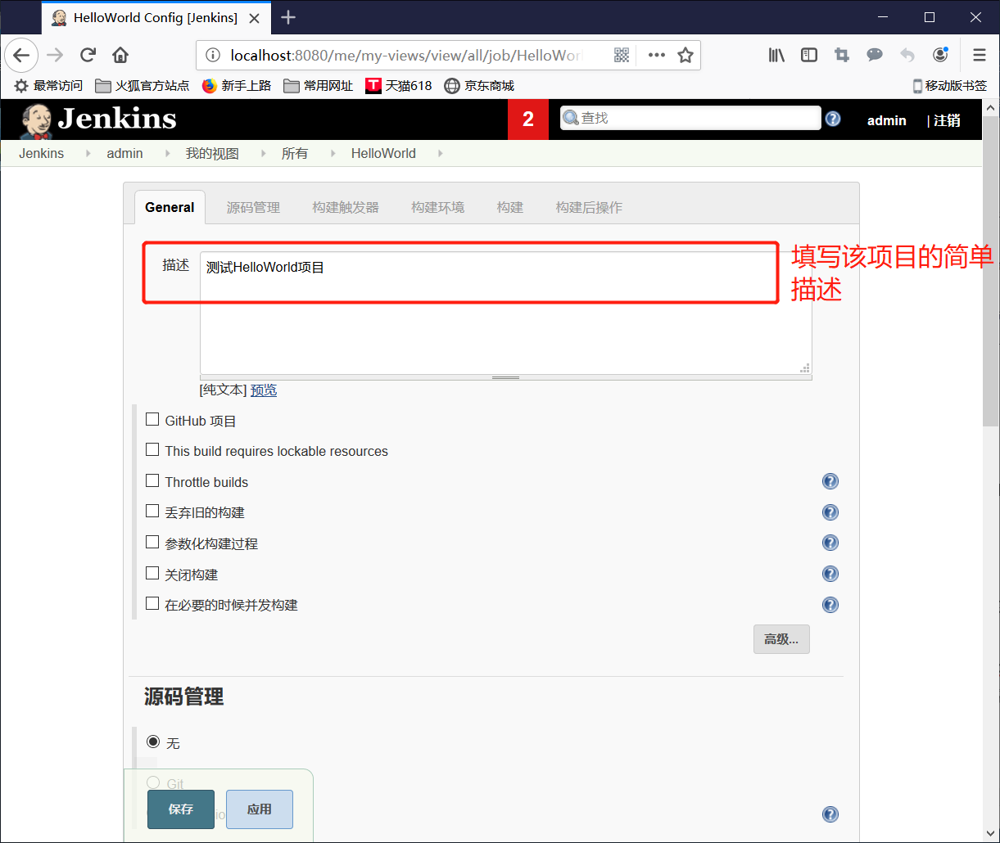 HelloWorld Config [Jenkins]
localhost:8080/me/my-views/view/all/job/HelloWor
最常访问 火狐官方站点 新手上路 常用网址 T 天猫618 京东商城 移动版书签
Jenkins 2 查找 admin | 注销
Jenkins admin 我的视图 所有 HelloWorld
General 源码管理 构建触发器 构建环境 构建 构建后操作
描述 测试HelloWorld项目
填写该项目的简单
描述
[纯文本] 预览
GitHub 项目
This build requires lockable resources
Throttle builds
丢弃旧的构建
参数化构建过程
关闭构建
在必要的时候并发构建
高级...
源码管理
无
Git
保存 应用